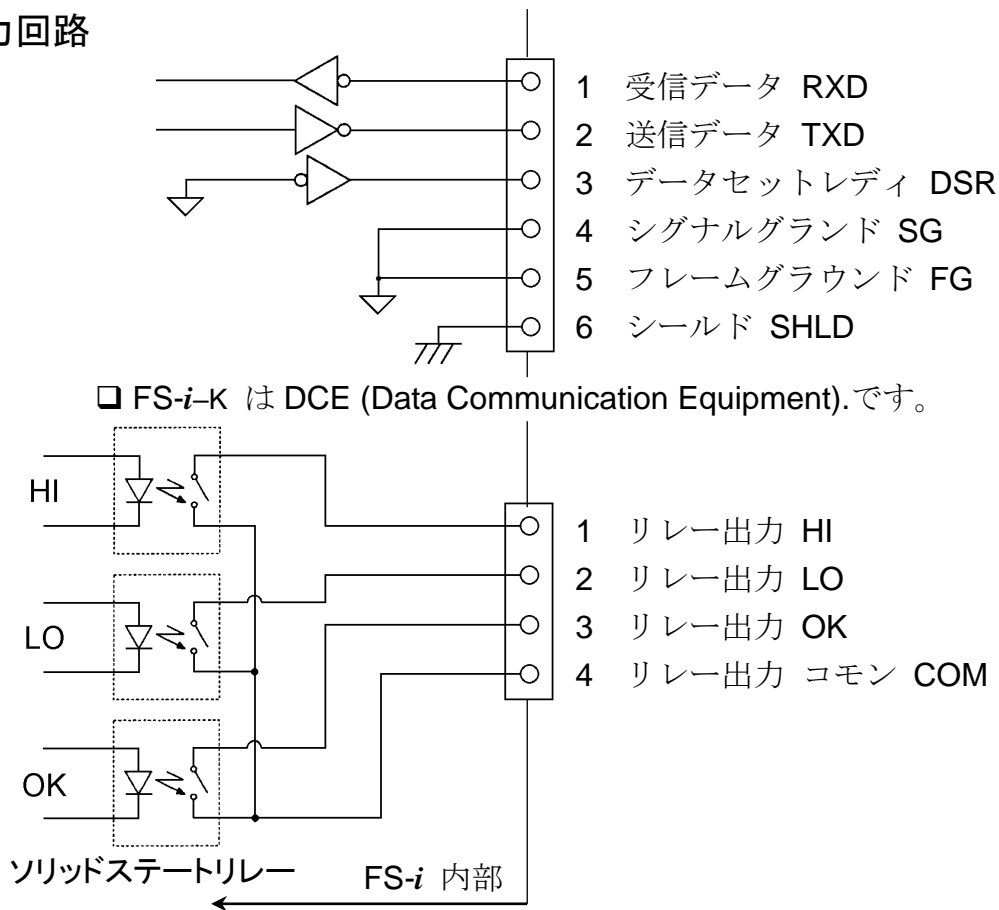 力回路
1 受信データ RXD
2 送信データ TXD
3 データセットレディ DSR
4 シグナルグランド SG
5 フレームグラウンド FG
6 シールド SHLD
❑ FS-i–K は DCE (Data Communication Equipment).です。
HI
1 リレー出力 HI
2 リレー出力 LO
LO
3 リレー出力 OK
4 リレー出力 コモン COM
OK
ソリッドステートリレー
FS-i 内部